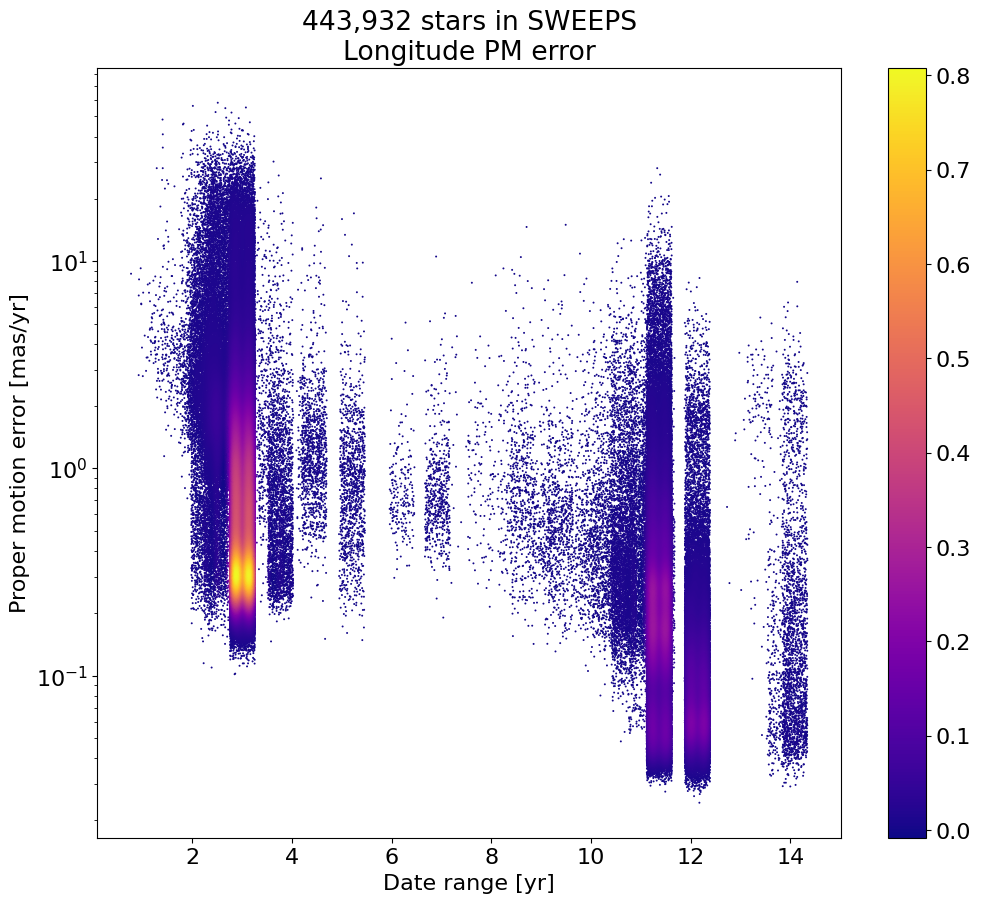 443,932 stars in SWEEPS
Longitude PM error
Proper motion error [mas/yr]
10¹
10⁰
10⁻¹
2 4 6 8 10 12 14
Date range [yr]
0.8
0.7
0.6
0.5
0.4
0.3
0.2
0.1
0.0